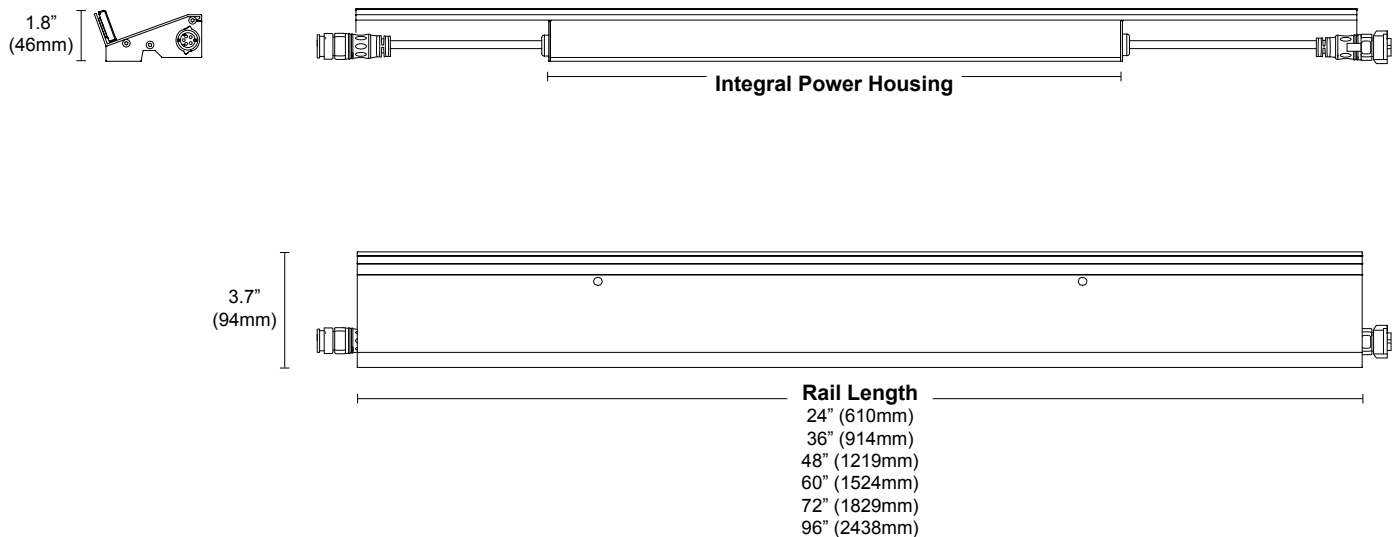 1.8”
(46mm)
Integral Power Housing
3.7”
(94mm)
Rail Length
24” (610mm)
36” (914mm)
48” (1219mm)
60” (1524mm)
72” (1829mm)
96” (2438mm)